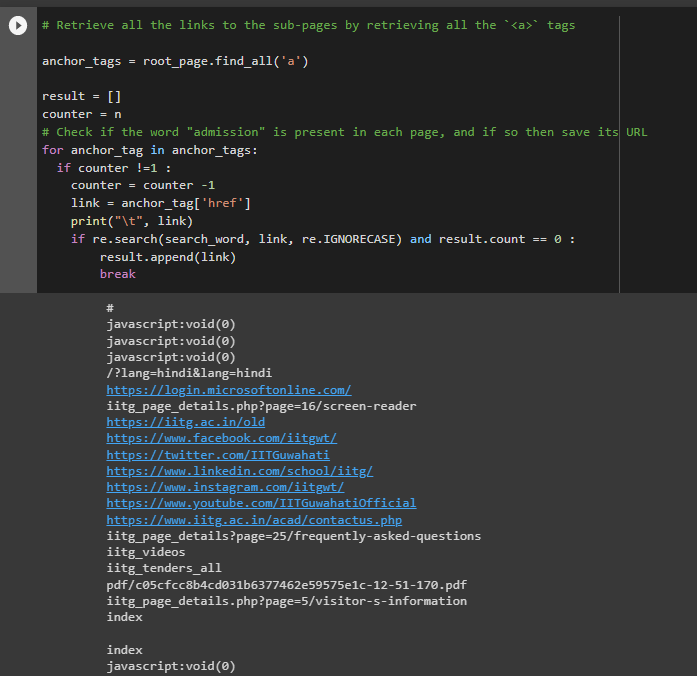 # Retrieve all the links to the sub-pages by retrieving all the `<a>` tags
anchor_tags = root_page.find_all('a')
result = []
counter = n
# Check if the word "admission" is present in each page, and if so then save its URL
for anchor_tag in anchor_tags:
if counter !=1 :
counter = counter -1
link = anchor_tag['href']
print("\t", link)
if re.search(search_word, link, re.IGNORECASE) and result.count == 0 :
result.append(link)
break
#
javascript:void(0)
javascript:void(0)
javascript:void(0)
/?lang=hindi&lang=hindi
https://login.microsoftonline.com/
iitg_page_details.php?page=16/screen-reader
https://iitg.ac.in/old
https://www.facebook.com/iitgwt/
https://twitter.com/IITGuwahati
https://www.linkedin.com/school/iitg/
https://www.instagram.com/iitgwt/
https://www.youtube.com/IITGuwahatiOfficial
https://www.iitg.ac.in/acad/contactus.php
iitg_page_details?page=25/frequently-asked-questions
iitg_videos
iitg_tenders_all
pdf/c05cfcc8b4cd031b6377462e59575e1c-12-51-170.pdf
iitg_page_details.php?page=5/visitor-s-information
index
index
javascript:void(0)